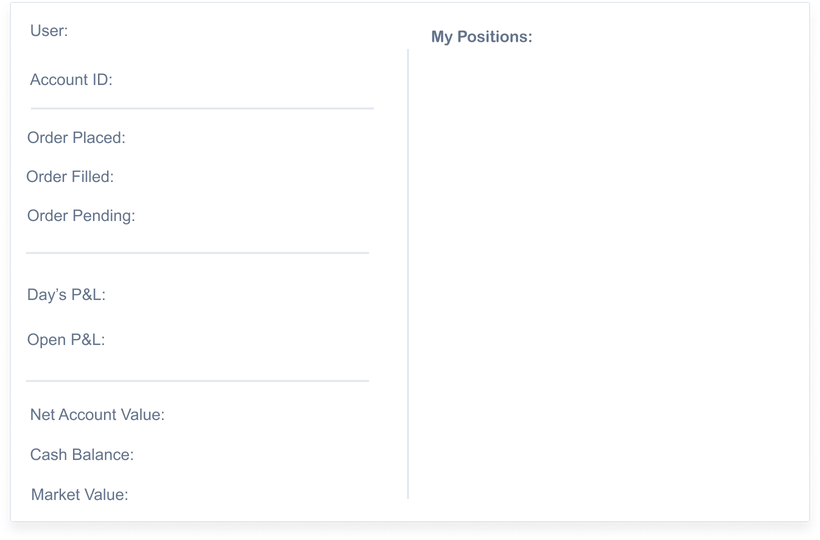 User:
Account ID:
Order Placed:
Order Filled:
Order Pending:
Day’s P&L:
Open P&L:
Net Account Value:
Cash Balance:
Market Value:
My Positions: